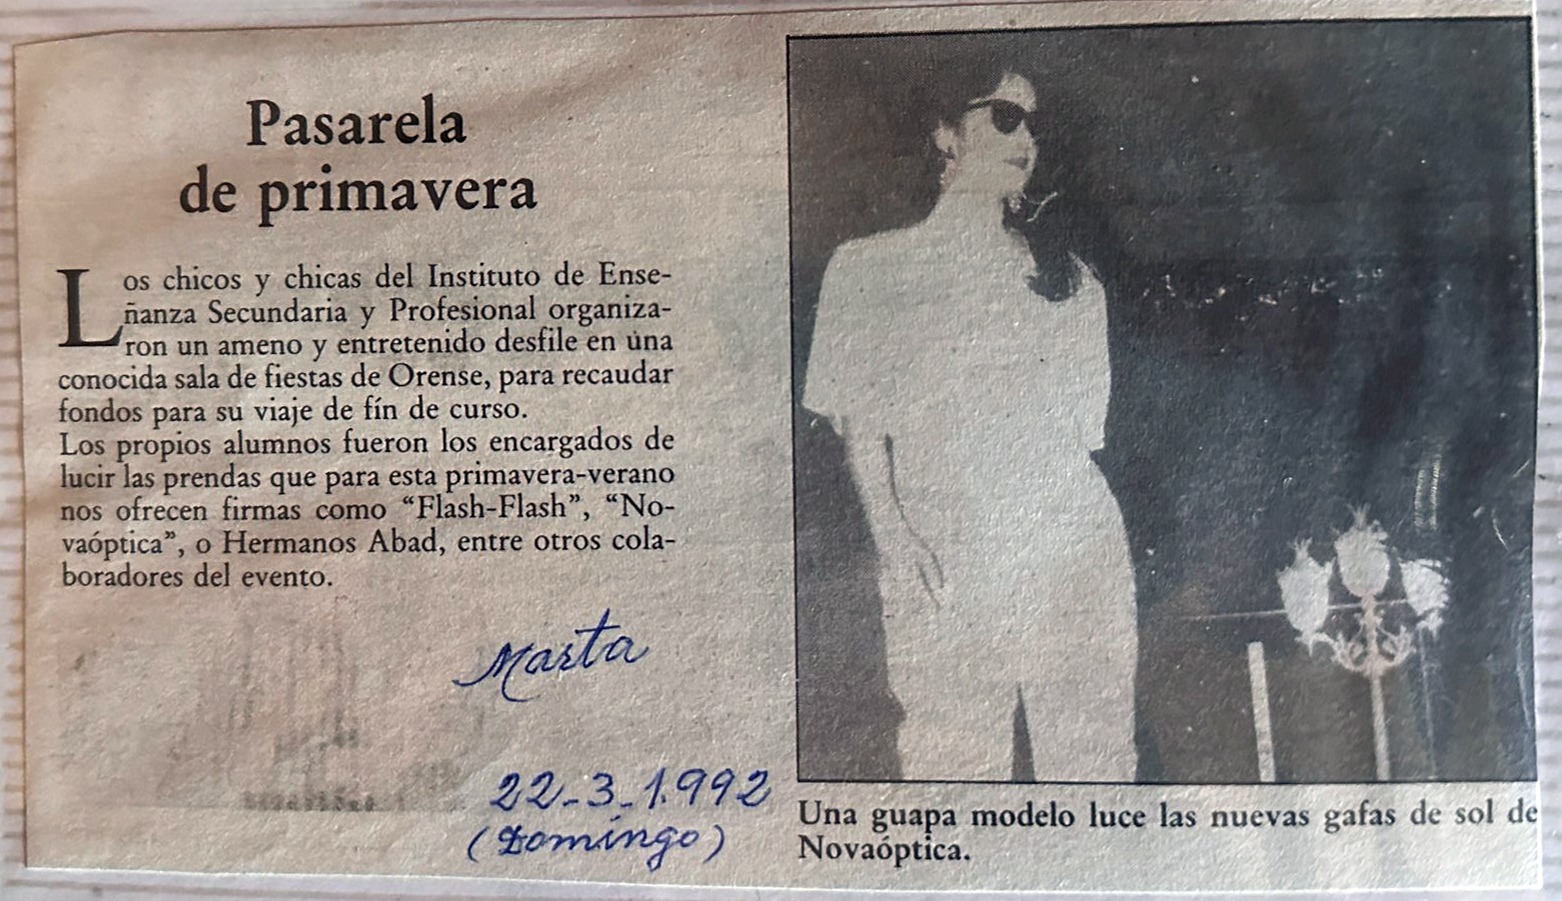 Pasarela
de primavera
Los chicos y chicas del Instituto de Ense-
ñanza Secundaria y Profesional organiza-
ron un ameno y entretenido desfile en una
conocida sala de fiestas de Orense, para recaudar
fondos para su viaje de fín de curso.
Los propios alumnos fueron los encargados de
lucir las prendas que para esta primavera-verano
nos ofrecen firmas como “Flash-Flash”, “No-
vaóptica”, o Hermanos Abad, entre otros cola-
boradores del evento.
Marta
22-3-1.992
(Domingo)
Una guapa modelo luce las nuevas gafas de sol de
Novaóptica.